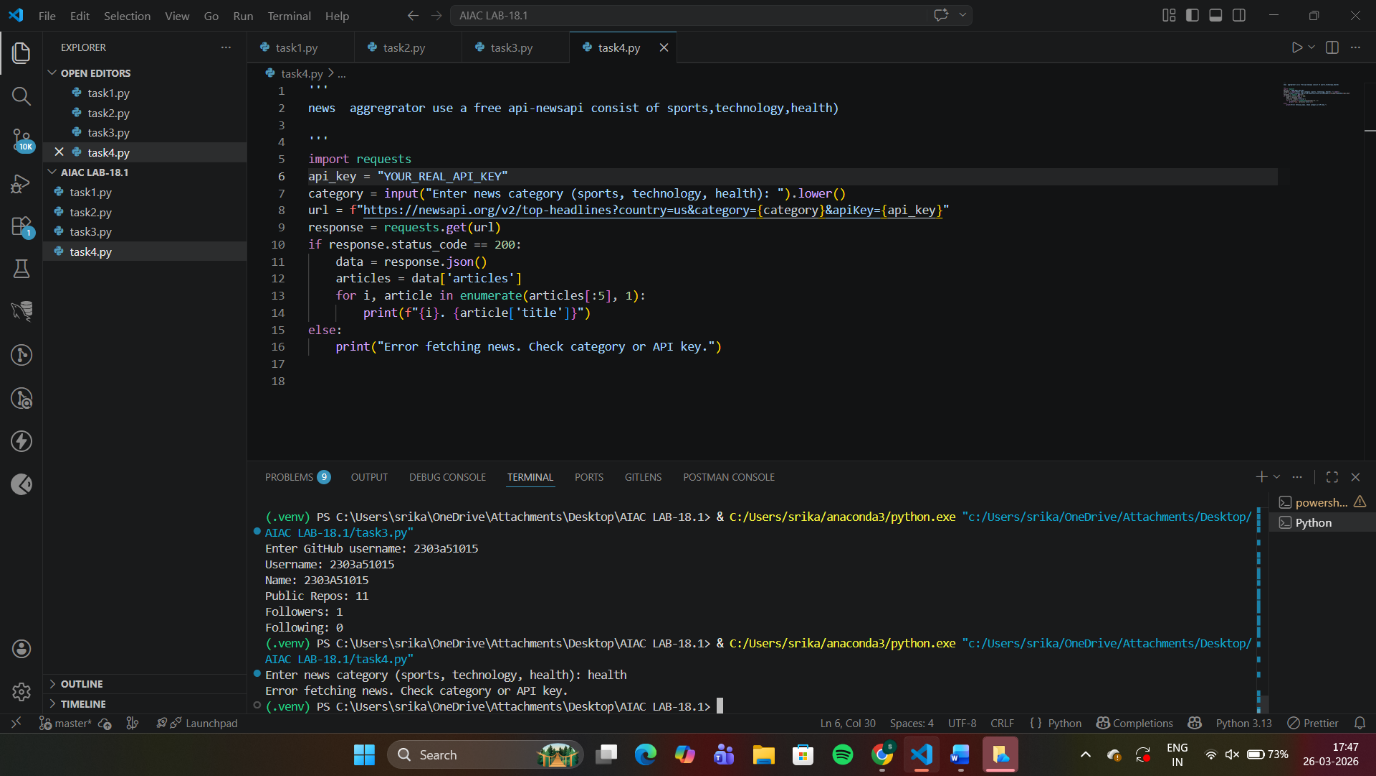 File Edit Selection View Go Run Terminal Help
AIAC LAB-18.1
EXPLORER
OPEN EDITORS
task1.py
task2.py
task3.py
task4.py
AIAC LAB-18.1
task1.py
task2.py
task3.py
task4.py
OUTLINE
TIMELINE
10K
1
task1.py task2.py task3.py task4.py
task4.py > ...
1 '''
2 news  aggregrator use a free api-newsapi consist of sports,technology,health)
3
4 '''
5 import requests
6 api_key = "YOUR_REAL_API_KEY"
7 category = input("Enter news category (sports, technology, health): ").lower()
8 url = f"https://newsapi.org/v2/top-headlines?country=us&category={category}&apiKey={api_key}"
9 response = requests.get(url)
10 if response.status_code == 200:
11     data = response.json()
12     articles = data['articles']
13     for i, article in enumerate(articles[:5], 1):
14         print(f"{i}. {article['title']}")
15 else:
16     print("Error fetching news. Check category or API key.")
17
18
PROBLEMS 9 OUTPUT DEBUG CONSOLE TERMINAL PORTS GITLENS POSTMAN CONSOLE
(.venv) PS C:\Users\srika\OneDrive\Attachments\Desktop\AIAC LAB-18.1> & C:/Users/srika/anaconda3/python.exe "c:/Users/srika/OneDrive/Attachments/Desktop/
AIAC LAB-18.1/task3.py"
Enter GitHub username: 2303a51015
Username: 2303a51015
Name: 2303A51015
Public Repos: 11
Followers: 1
Following: 0
(.venv) PS C:\Users\srika\OneDrive\Attachments\Desktop\AIAC LAB-18.1> & C:/Users/srika/anaconda3/python.exe "c:/Users/srika/OneDrive/Attachments/Desktop/
AIAC LAB-18.1/task4.py"
Enter news category (sports, technology, health): health
Error fetching news. Check category or API key.
(.venv) PS C:\Users\srika\OneDrive\Attachments\Desktop\AIAC LAB-18.1>
powersh...
Python
master* Launchpad Ln 6, Col 30 Spaces: 4 UTF-8 CRLF { } Python Completions Python 3.13 Prettier
Search
ENG
IN
73%
17:47
26-03-2026